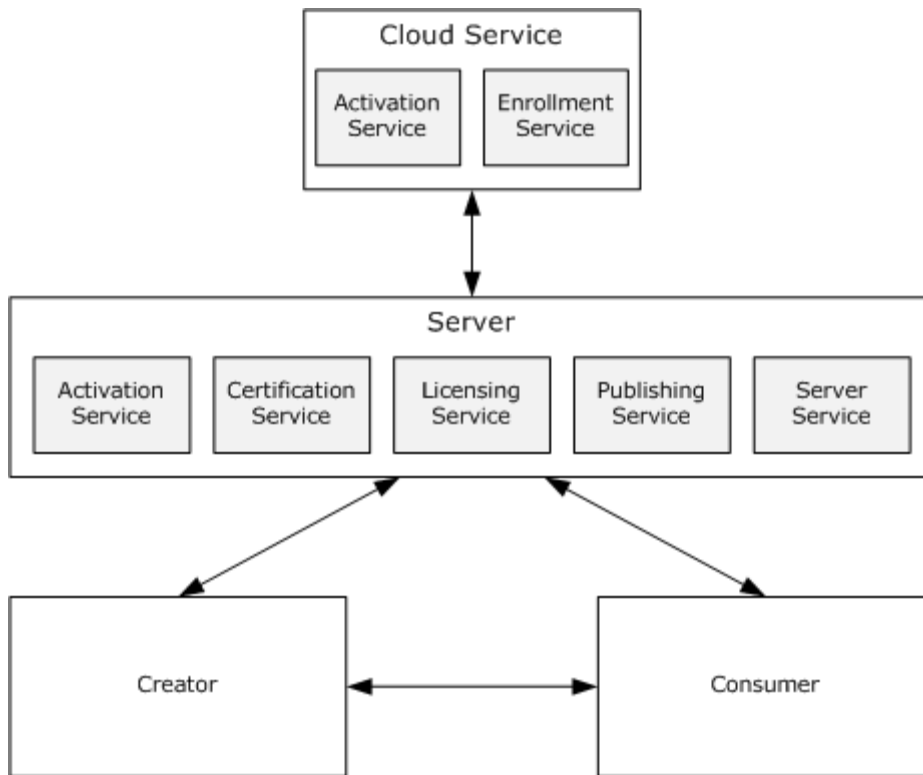 Cloud Service
Activation
Service
Enrollment
Service
Server
Activation
Service
Certification
Service
Licensing
Service
Publishing
Service
Server
Service
Creator
Consumer